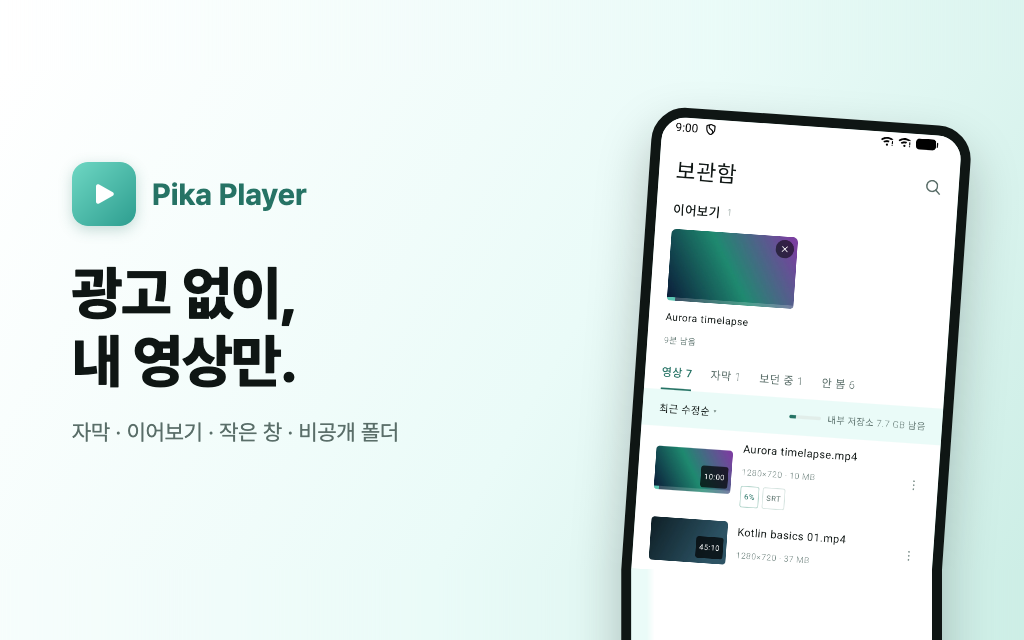 Pika Player
광고 없이,
내 영상만.
자막 · 이어보기 · 작은 창 · 비공개 폴더
9:00
보관함
이어보기 1
Aurora timelapse
9분 남음
영상 7 자막 1 보던 중 1 안 봄 6
최근 수정순 내부 저장소 7.7 GB 남음
Aurora timelapse.mp4
10:00
1280×720 · 10 MB
6% SRT
Kotlin basics 01.mp4
45:10
1280×720 · 37 MB